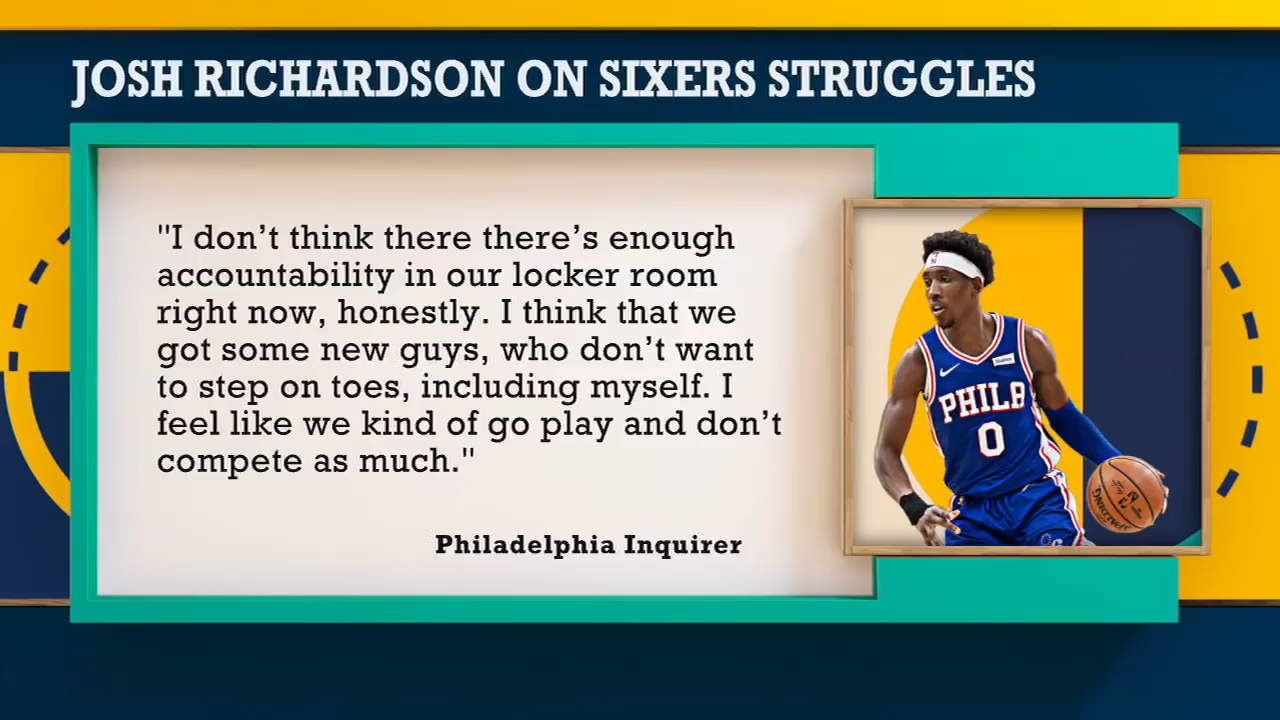 JOSH RICHARDSON ON SIXERS STRUGGLES
"I don’t think there there’s enough
accountability in our locker room
right now, honestly. I think that we
got some new guys, who don’t want
to step on toes, including myself. I
feel like we kind of go play and don’t
compete as much."
Philadelphia Inquirer
PHILA
0